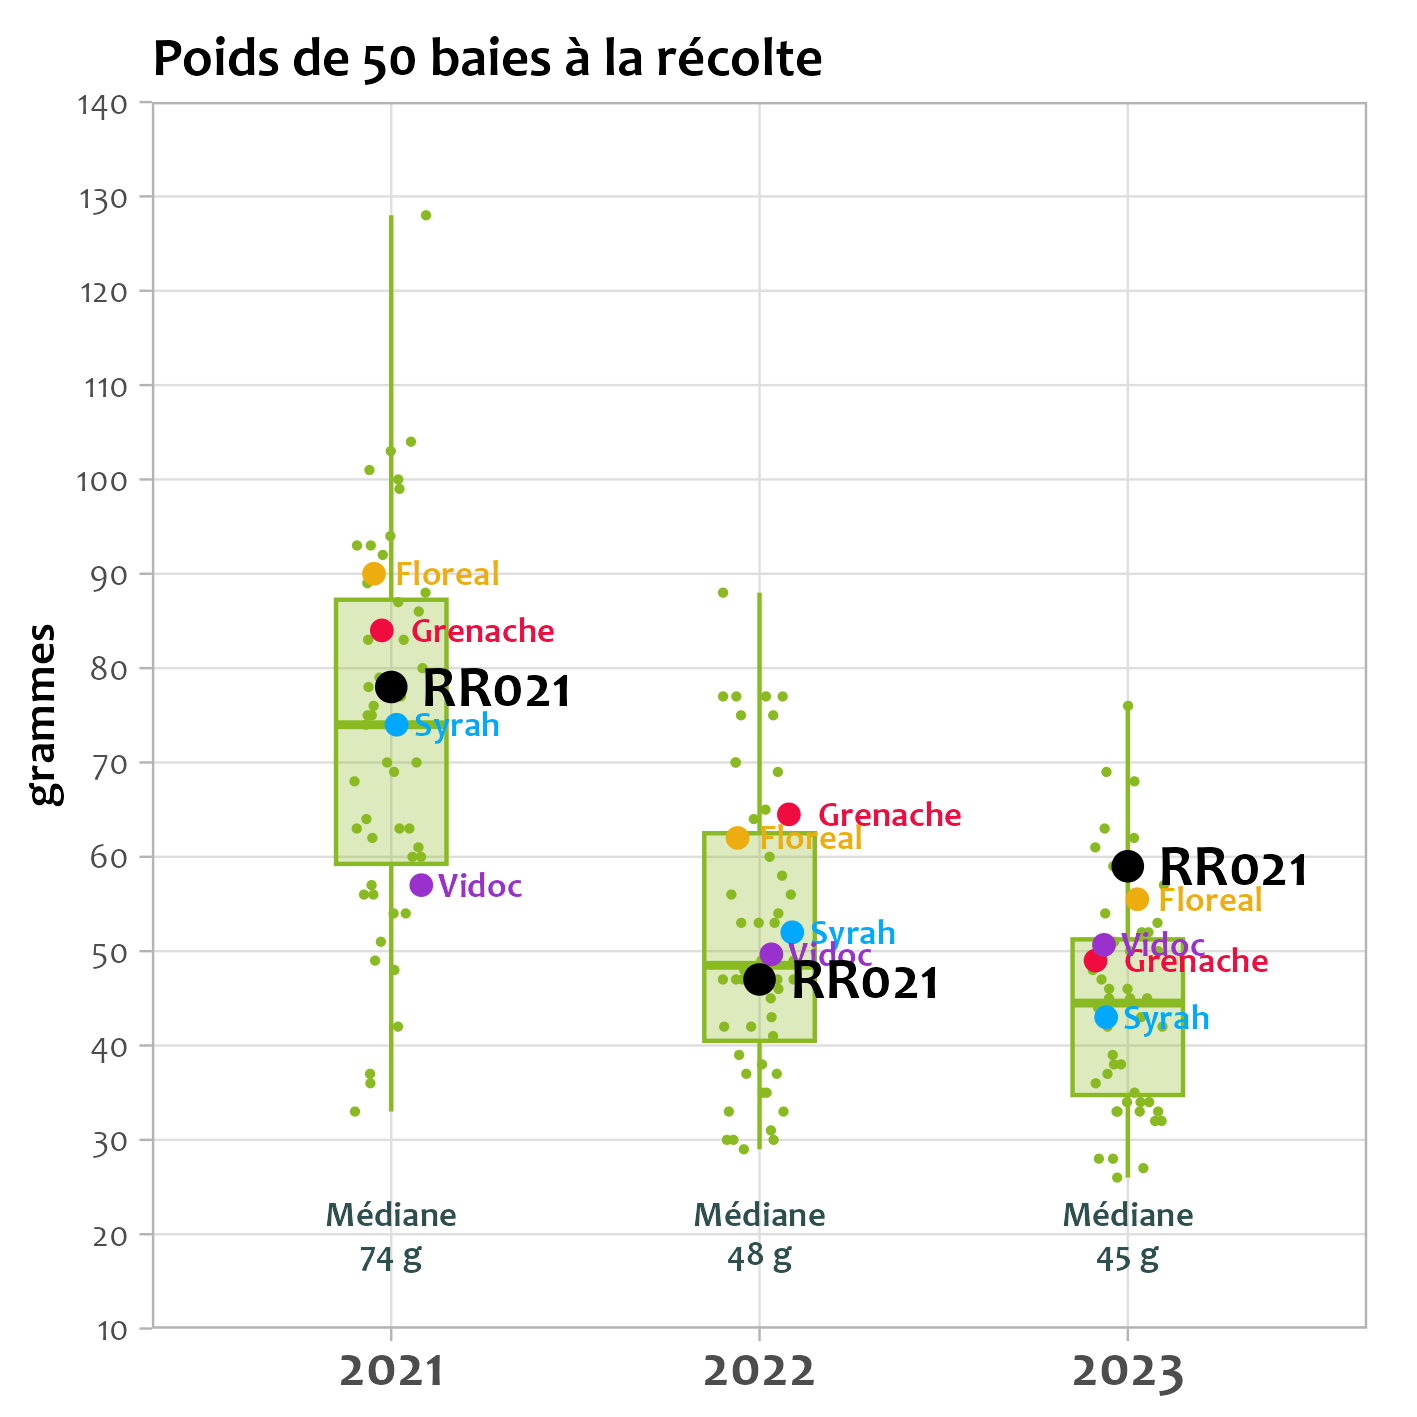 Poids de 50 baies à la récolte
grammes
140
130
120
110
100
90
80
70
60
50
40
30
20
10
Floreal
Grenache
RR021
Syrah
Vidoc
Grenache
Floreal
Syrah
Vidoc
RR021
RR021
Floreal
Vidoc
Grenache
Syrah
Médiane
74 g
Médiane
48 g
Médiane
45 g
2021
2022
2023